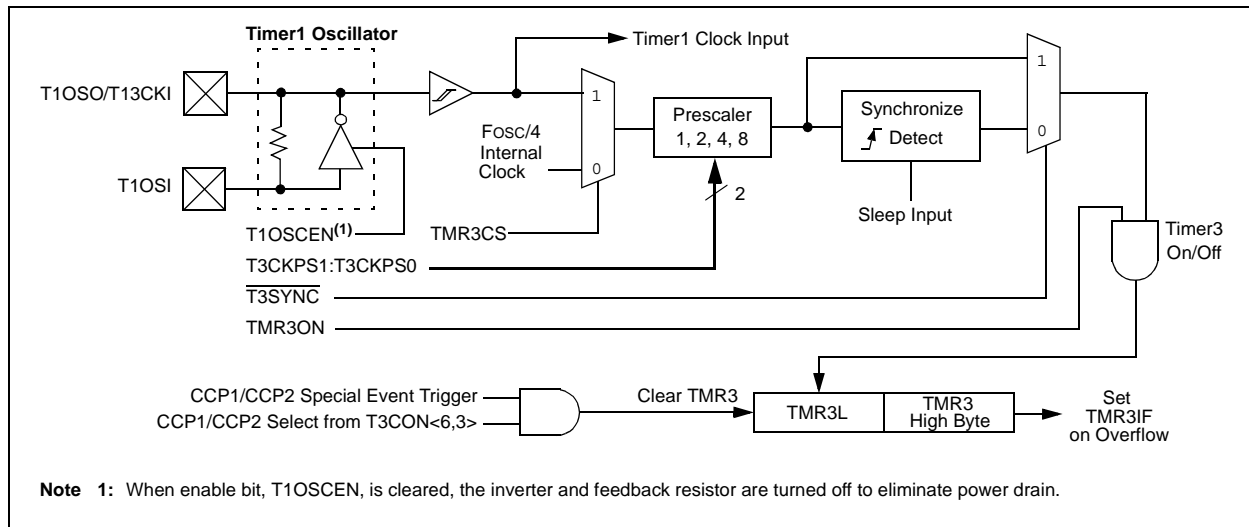 Timer1 Oscillator
Timer1 Clock Input
T1OSO/T13CKI
T1OSI
1
0
FOSC/4
Internal
Clock
Prescaler
1, 2, 4, 8
2
Synchronize
Detect
1
0
Sleep Input
T1OSCEN(1)
TMR3CS
T3CKPS1:T3CKPS0
T3SYNC
TMR3ON
Timer3
On/Off
CCP1/CCP2 Special Event Trigger
CCP1/CCP2 Select from T3CON<6,3>
Clear TMR3
TMR3L
TMR3
High Byte
Set
TMR3IF
on Overflow
Note 1: When enable bit, T1OSCEN, is cleared, the inverter and feedback resistor are turned off to eliminate power drain.